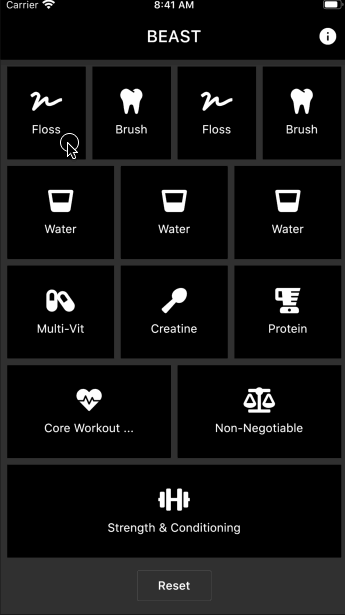 Carrier 8:41 AM
BEAST
Floss Brush Floss Brush
Water Water Water
Multi-Vit Creatine Protein
Core Workout ... Non-Negotiable
Strength & Conditioning
Reset